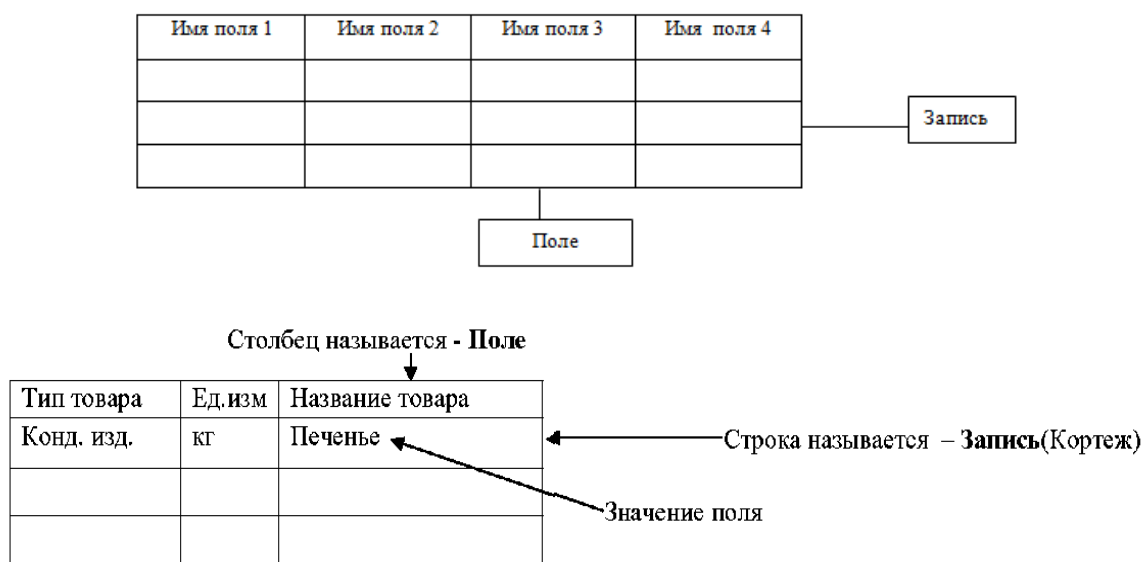 Имя поля 1 Имя поля 2 Имя поля 3 Имя поля 4
Запись
Поле
Столбец называется - Поле
Тип товара Ед.изм Название товара
Конд. изд. кг Печенье
Строка называется – Запись(Кортеж)
Значение поля